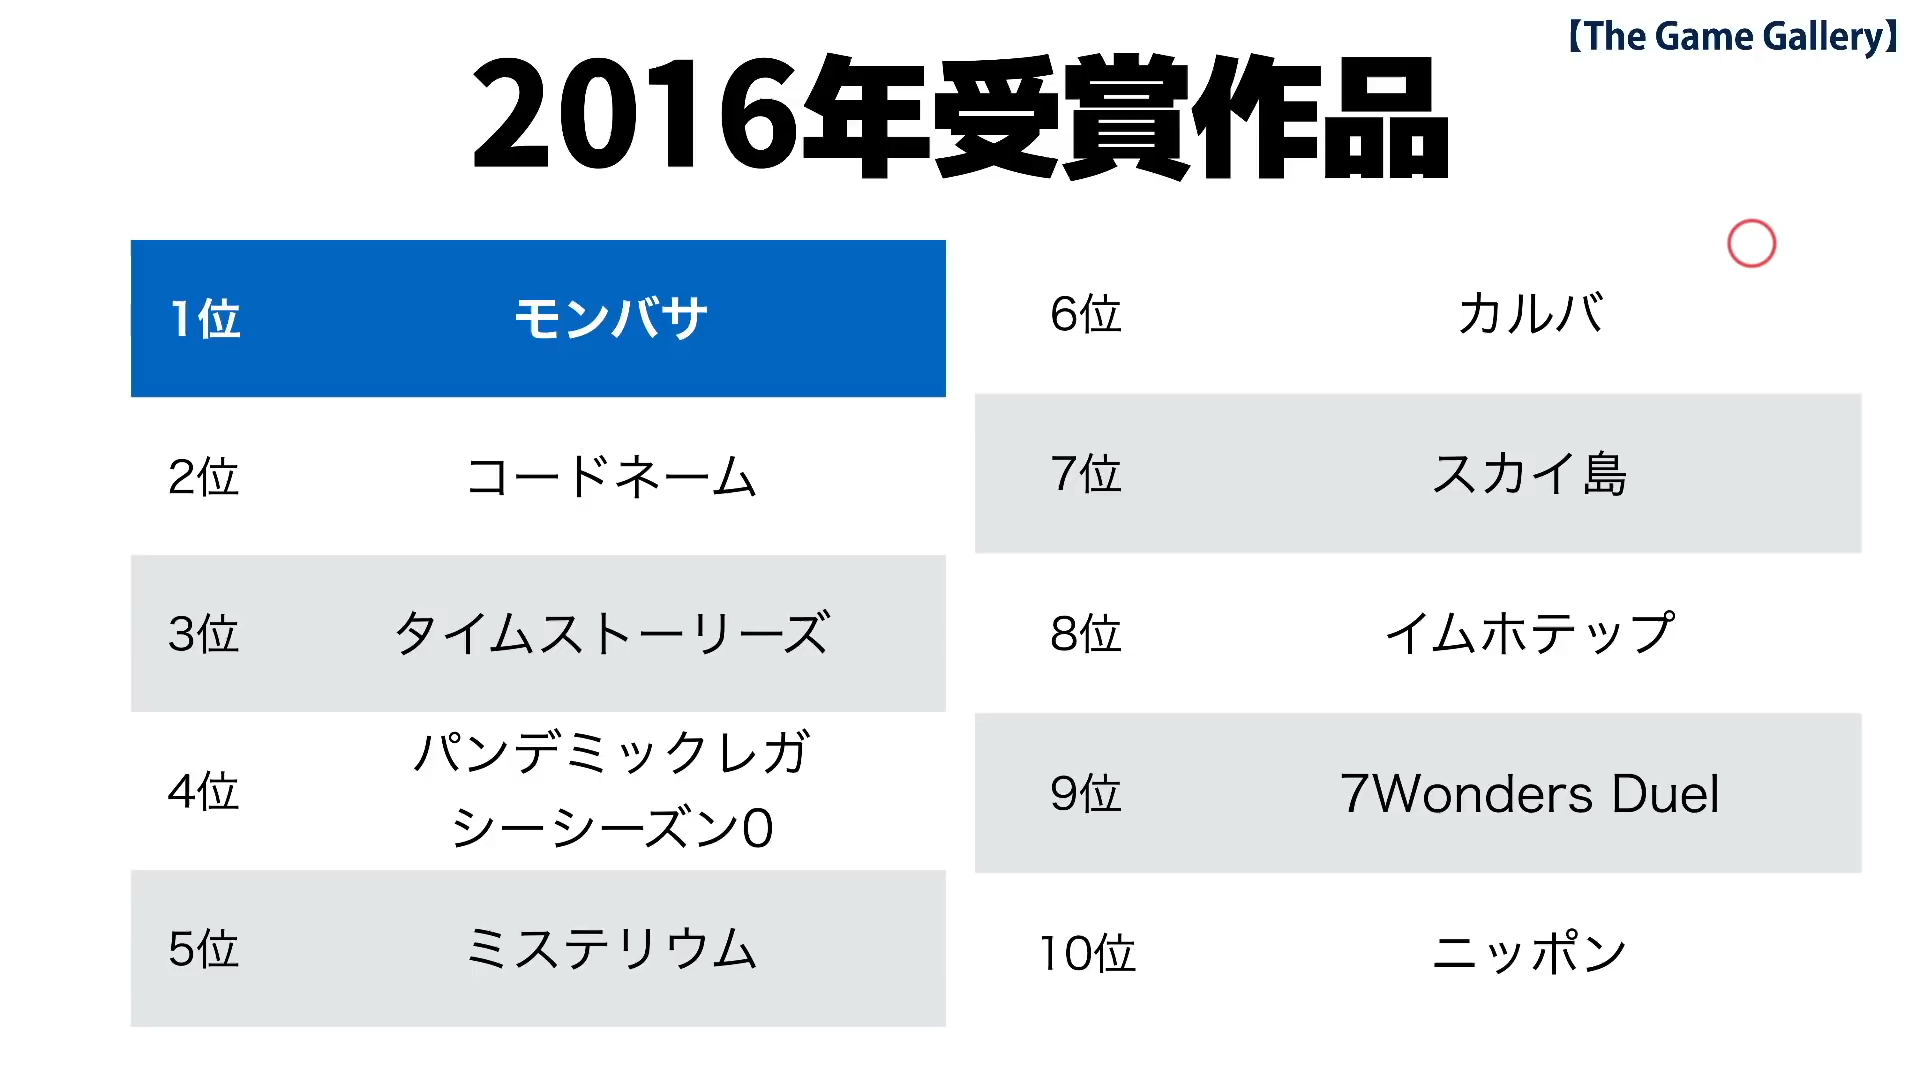 【The Game Gallery】
2016年受賞作品
1位 モンバサ
2位 コードネーム
3位 タイムストーリーズ
4位 パンデミックレガ
シーシーズン0
5位 ミステリウム
6位 カルバ
7位 スカイ島
8位 イムホテップ
9位 7Wonders Duel
10位 ニッポン